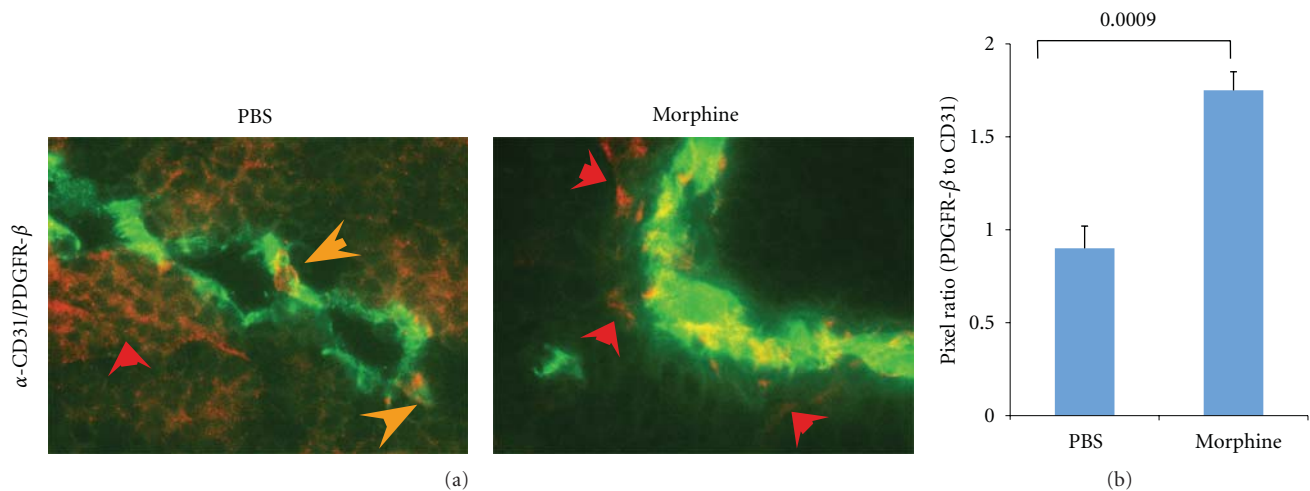 PBS
Morphine
α-CD31/PDGFR-β
(a)
0.0009
Pixel ratio (PDGFR-β to CD31)
2
1.5
1
0.5
0
PBS
Morphine
(b)